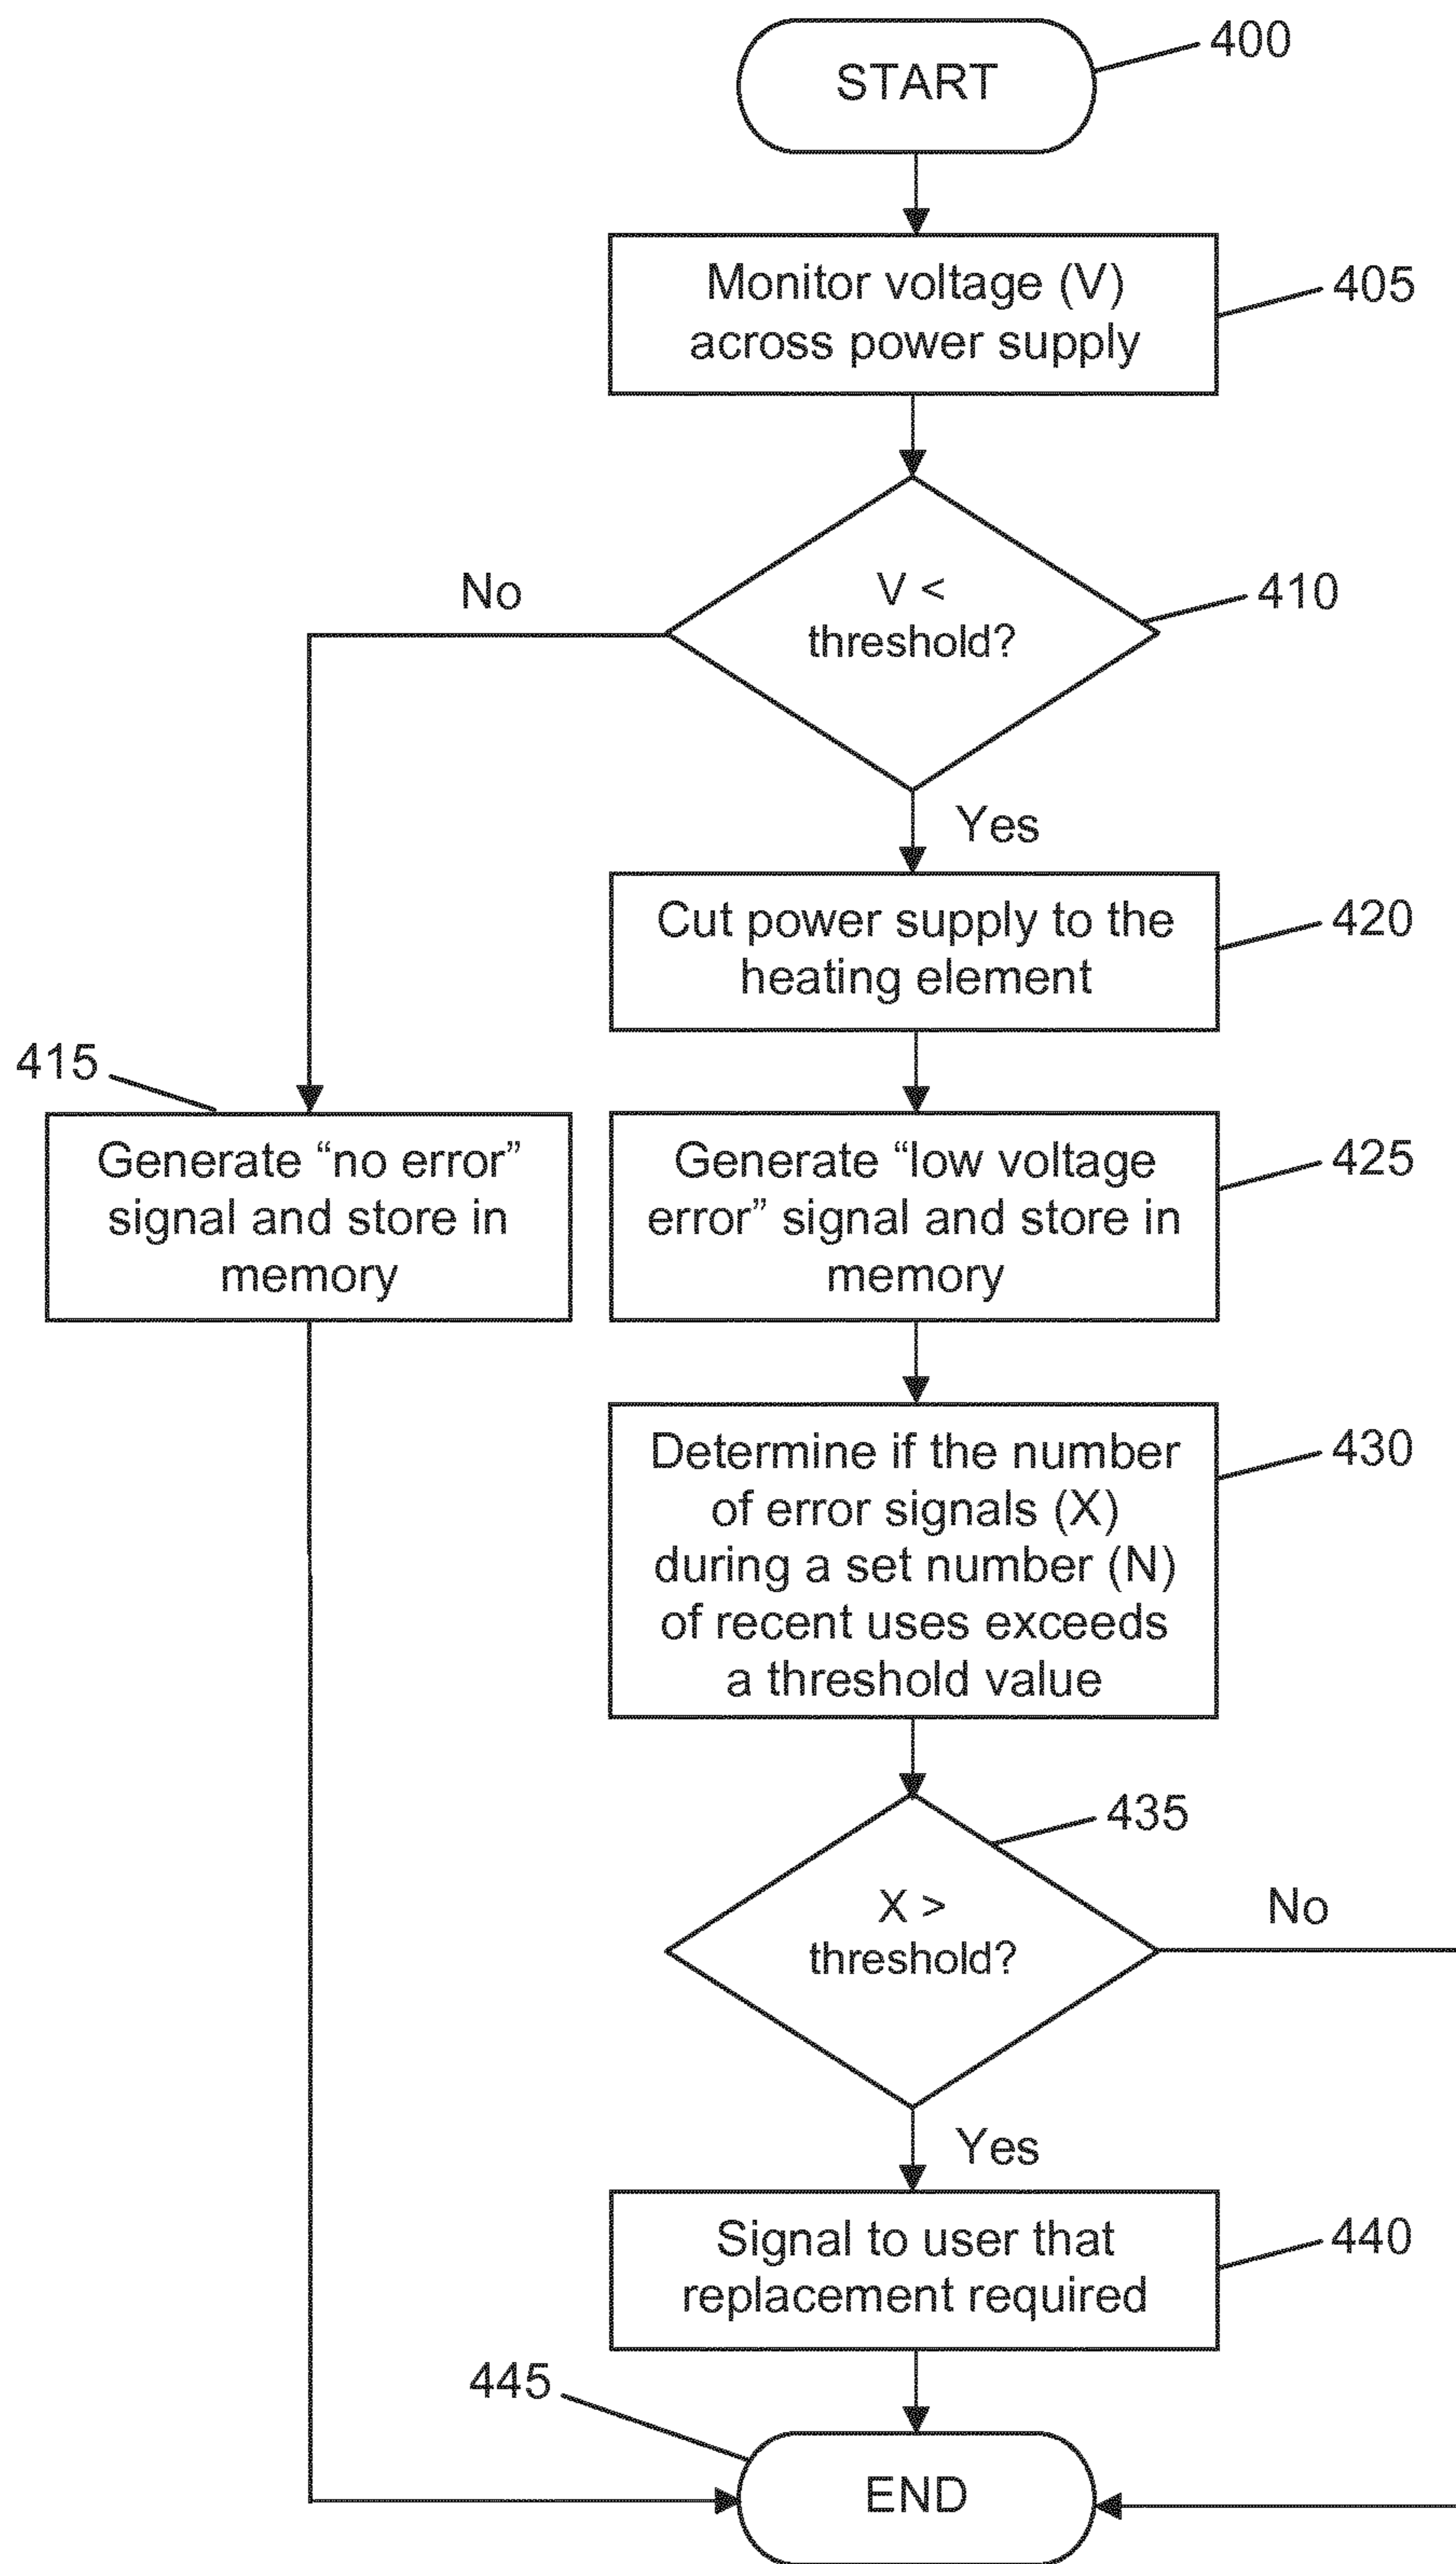 START
400
Monitor voltage (V)
across power supply
405
No
V <
threshold?
410
Yes
Cut power supply to the
heating element
420
415
Generate “no error”
signal and store in
memory
Generate “low voltage
error” signal and store in
memory
425
Determine if the number
of error signals (X)
during a set number (N)
of recent uses exceeds
a threshold value
430
435
X >
threshold?
No
Yes
Signal to user that
replacement required
440
445
END